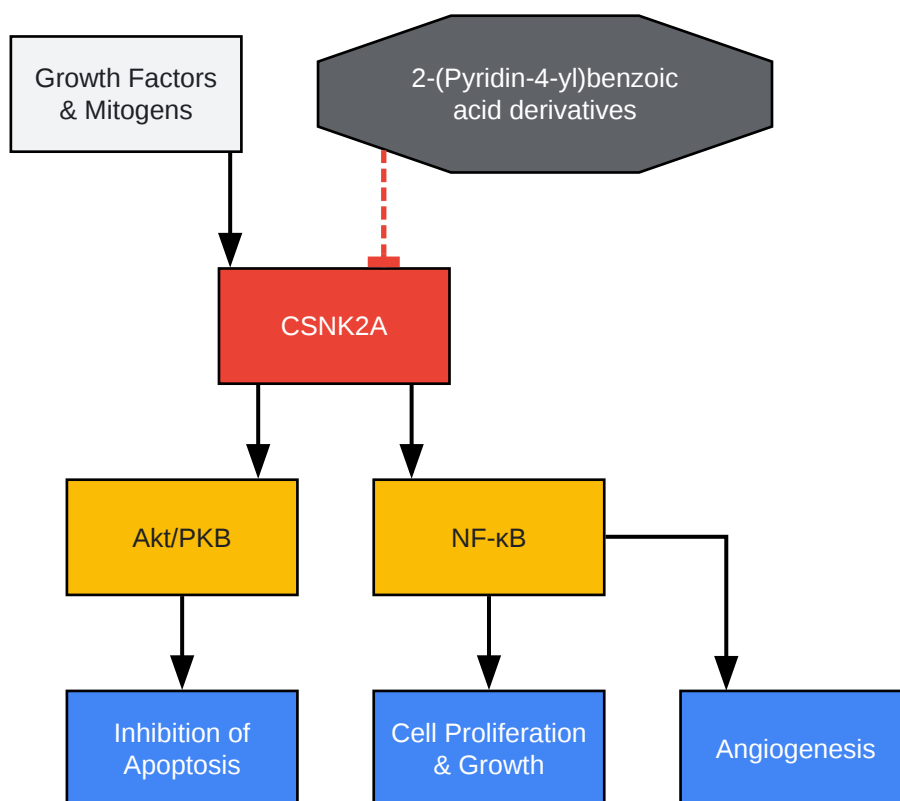 Growth Factors
& Mitogens
2-(Pyridin-4-yl)benzoic
acid derivatives
CSNK2A
Akt/PKB
NF-κB
Inhibition of
Apoptosis
Cell Proliferation
& Growth
Angiogenesis